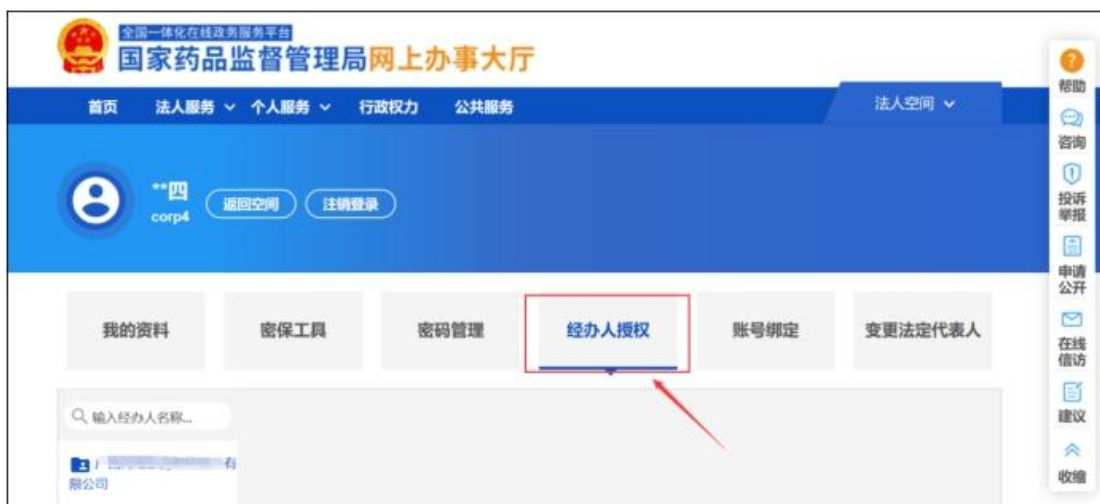 全国一体化在线政务服务平台
国家药品监督管理局网上办事大厅
首页 法人服务 个人服务 行政权力 公共服务 法人空间
**四
corp4
返回空间 注销登录
我的资料 密保工具 密码管理 经办人授权 账号绑定 变更法定代表人
输入经办人名称...
有
限公司
帮助
咨询
投诉
举报
申请
公开
在线
信访
建议
收缩